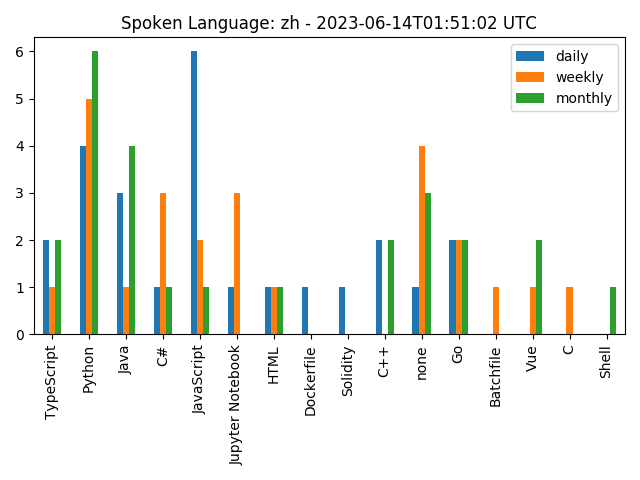 Spoken Language: zh - 2023-06-14T01:51:02 UTC
daily
weekly
monthly
6
5
4
3
2
1
0
TypeScript
Python
Java
C#
JavaScript
Jupyter Notebook
HTML
Dockerfile
Solidity
C++
none
Go
Batchfile
Vue
C
Shell